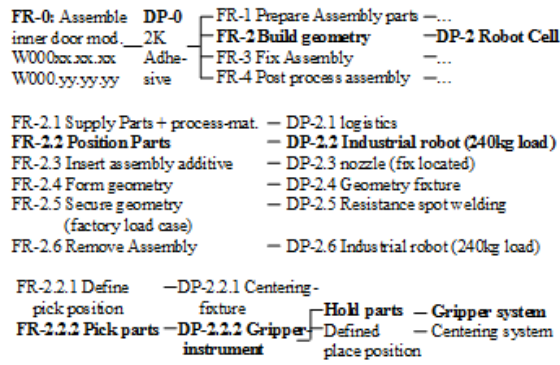 FR-0: Assemble DP-0 FR-1 Prepare Assembly parts –...
inner door mod. 2K FR-2 Build geometry –DP-2 Robot Cell
W000xx.xx.xx Adhe- FR-3 Fix Assembly –...
W000.yy.yy.yy sive FR-4 Post process assembly –...
FR-2.1 Supply Parts + process-mat. – DP-2.1 logistics
FR-2.2 Position Parts – DP-2.2 Industrial robot (240kg load)
FR-2.3 Insert assembly additive – DP-2.3 nozzle (fix located)
FR-2.4 Form geometry – DP-2.4 Geometry fixture
FR-2.5 Secure geometry – DP-2.5 Resistance spot welding
(factory load case)
FR-2.6 Remove Assembly – DP-2.6 Industrial robot (240kg load)
FR-2.2.1 Define –DP-2.2.1 Centering-
pick position fixture
FR-2.2.2 Pick parts –DP-2.2.2 Gripper- Hold parts – Gripper system
instrument Defined – Centering system
place position